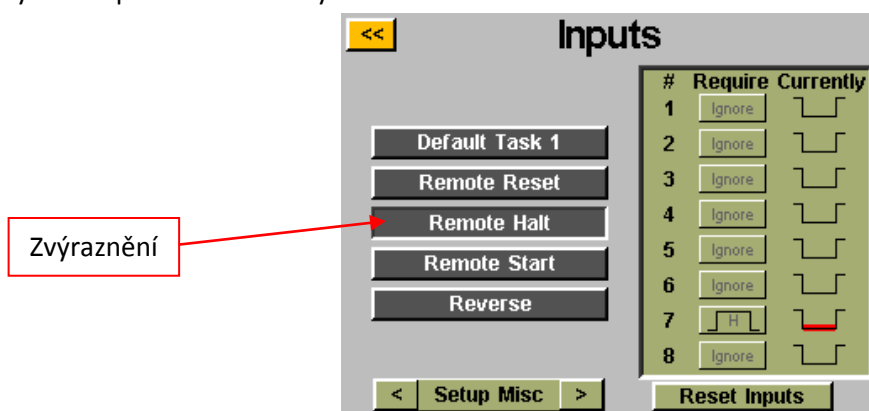 << Inputs
# Require Currently
1 Ignore
Default Task 1 2 Ignore
Remote Reset 3 Ignore
Remote Halt 4 Ignore
Zvýraznění
Remote Start 5 Ignore
6 Ignore
Reverse 7 H
8 Ignore
< Setup Misc > Reset Inputs